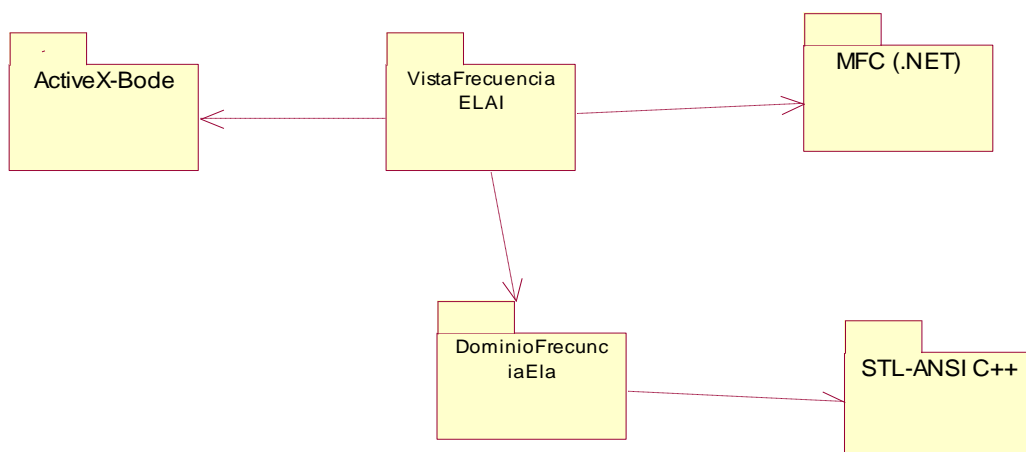 ActiveX-Bode
VistaFrecuencia
ELAI
MFC (.NET)
DominioFrecunc
iaEla
STL-ANSI C++